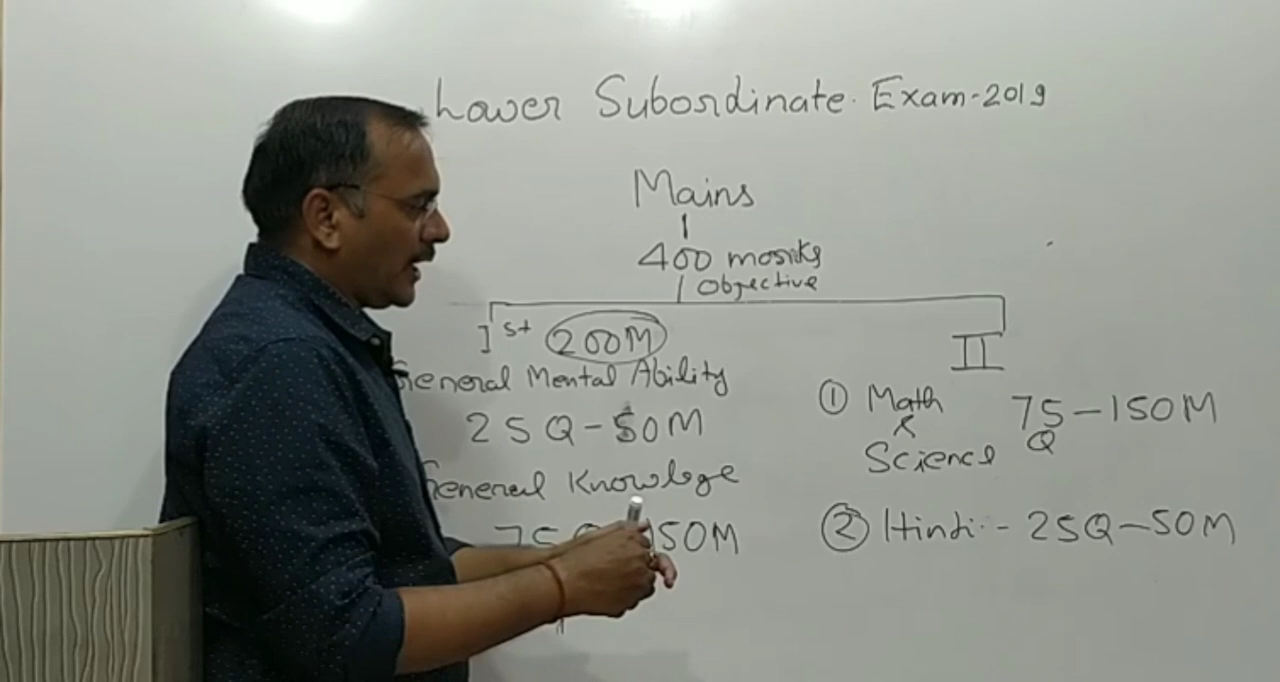 Lower Subordinate. Exam-2019
Mains
400 marks
Objective
Ist 200M
General Mental Ability
25Q-50M
General Knowlege
75Q 150M
II
① Math 75-150M
& Q
Science
② Hindi:- 25Q-50M